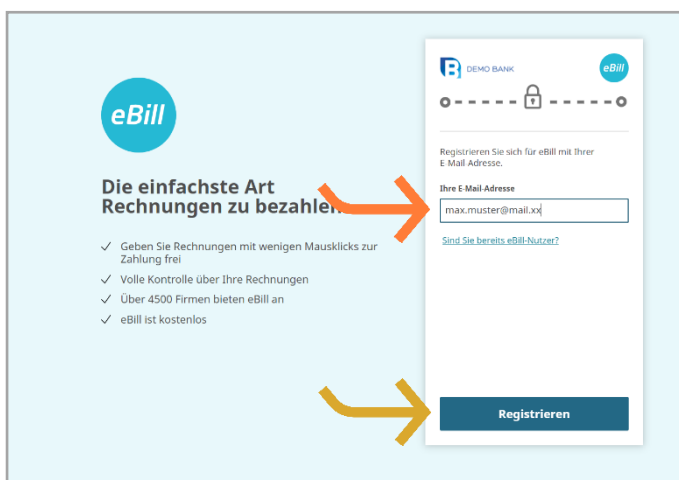 eBill
Die einfachste Art
Rechnungen zu bezahlen
Geben Sie Rechnungen mit wenigen Mausklicks zur
Zahlung frei
Volle Kontrolle über Ihre Rechnungen
Über 4500 Firmen bieten eBill an
eBill ist kostenlos
B DEMO BANK
eBill
Registrieren Sie sich für eBill mit Ihrer
E-Mail Adresse.
Ihre E-Mail-Adresse
max.muster@mail.xx
Sind Sie bereits eBill-Nutzer?
Registrieren